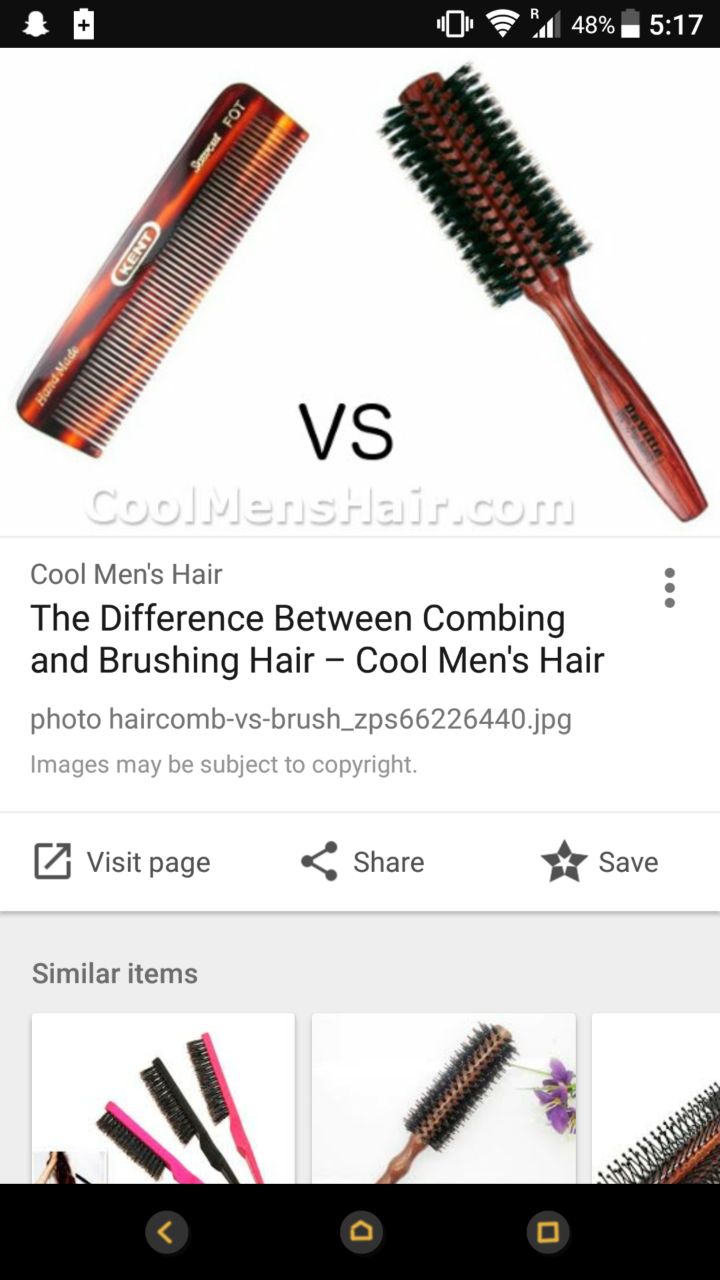 R 48% 5:17
Sawcut FOT
KENT
Hand Made
VS
DeVille
CoolMensHair.com
Cool Men's Hair
The Difference Between Combing
and Brushing Hair – Cool Men's Hair
photo haircomb-vs-brush_zps66226440.jpg
Images may be subject to copyright.
Visit page
Share
Save
Similar items